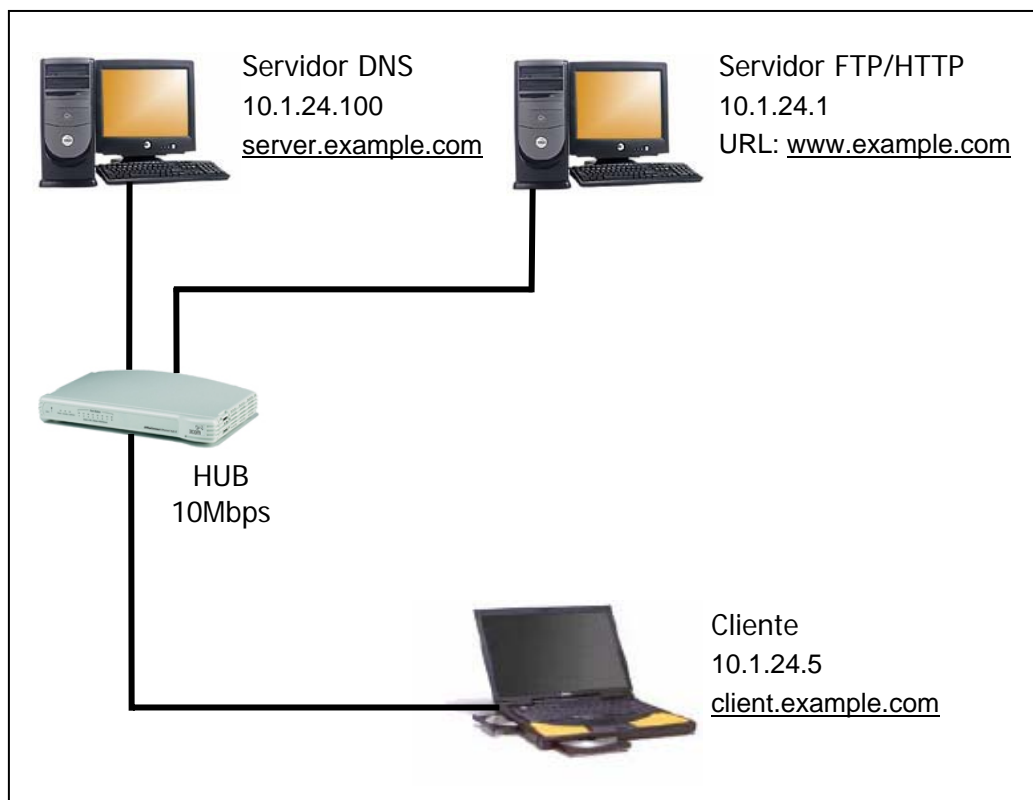 Servidor DNS
10.1.24.100
server.example.com
Servidor FTP/HTTP
10.1.24.1
URL: www.example.com
HUB
10Mbps
Cliente
10.1.24.5
client.example.com